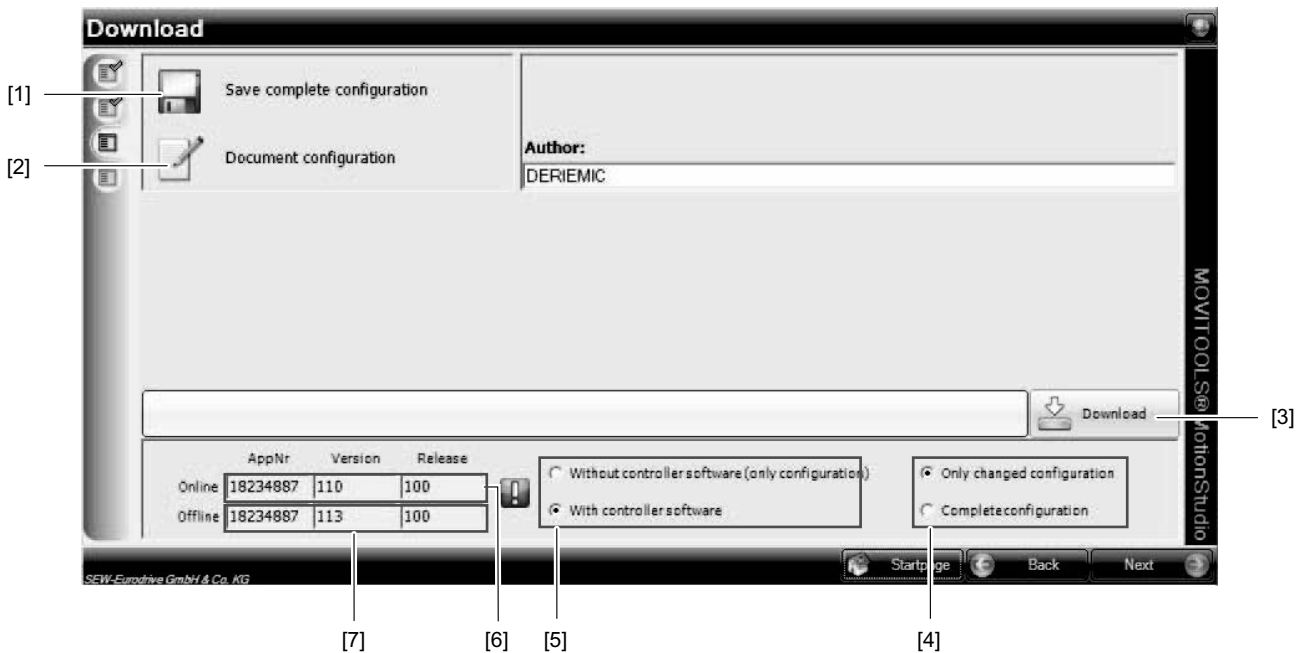 Download
[1]
Save complete configuration
[2]
Document configuration
Author:
DERIEMIC
MOVITOOLS® MotionStudio
Download
[3]
AppNr Version Release
Online 18234887 110 100
Offline 18234887 113 100
Without controller software (only configuration)
With controller software
Only changed configuration
Complete configuration
SEW-Eurodrive GmbH & Co. KG
Startpage Back Next
[7] [6] [5] [4]